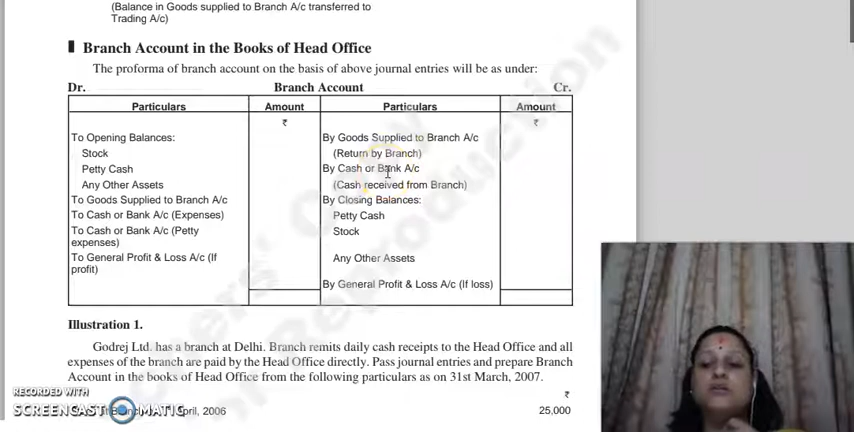 (Balance in Goods supplied to Branch A/c transferred to
Trading A/c)
Branch Account in the Books of Head Office
The proforma of branch account on the basis of above journal entries will be as under:
Dr. Branch Account Cr.
Particulars Amount Particulars Amount
₹ ₹
To Opening Balances: By Goods Supplied to Branch A/c
Stock (Return by Branch)
Petty Cash By Cash or Bank A/c
Any Other Assets (Cash received from Branch)
To Goods Supplied to Branch A/c By Closing Balances:
To Cash or Bank A/c (Expenses) Petty Cash
To Cash or Bank A/c (Petty Stock
expenses)
To General Profit & Loss A/c (If Any Other Assets
profit)
By General Profit & Loss A/c (If loss)
Illustration 1.
Godrej Ltd. has a branch at Delhi. Branch remits daily cash receipts to the Head Office and all
expenses of the branch are paid by the Head Office directly. Pass journal entries and prepare Branch
Account in the books of Head Office from the following particulars as on 31st March, 2007.
₹
April, 2006 25,000
RECORDED WITH
SCREENCAST MATIC